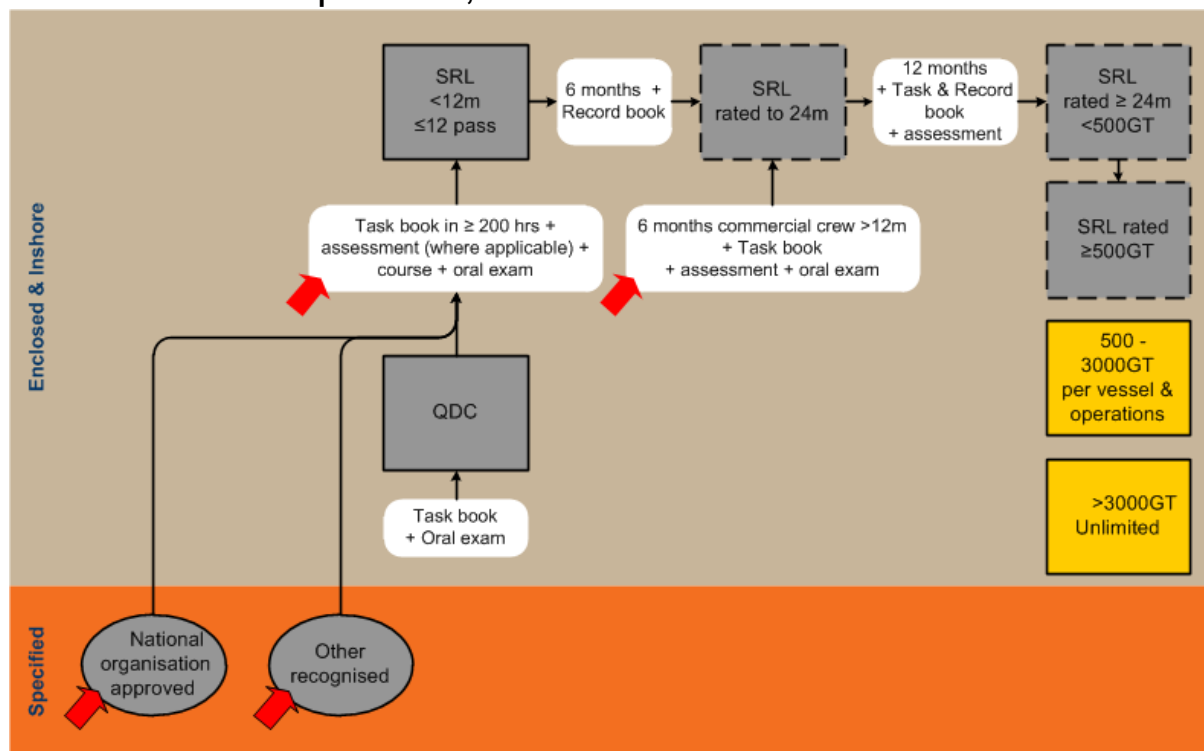 SRL
<12m
≤12 pass
6 months +
Record book
SRL
rated to 24m
12 months
+ Task & Record
book
+ assessment
SRL
rated ≥ 24m
<500GT
Task book in ≥ 200 hrs +
assessment (where applicable) +
course + oral exam
6 months commercial crew >12m
+ Task book
+ assessment + oral exam
SRL rated
≥500GT
Enclosed & Inshore
QDC
500 -
3000GT
per vessel &
operations
Task book
+ Oral exam
>3000GT
Unlimited
Specified
National
organisation
approved
Other
recognised